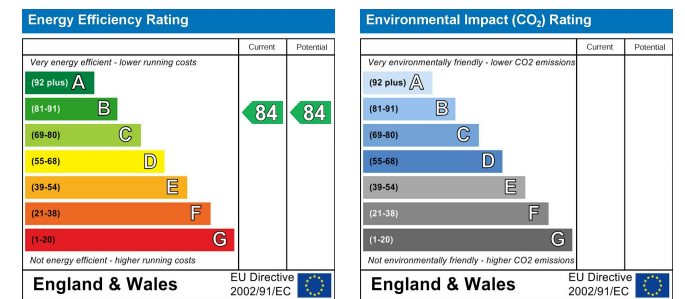 Energy Efficiency Rating
Current Potential
Very energy efficient - lower running costs
(92 plus) A
(81-91) B 84 84
(69-80) C
(55-68) D
(39-54) E
(21-38) F
(1-20) G
Not energy efficient - higher running costs
England & Wales
EU Directive
2002/91/EC
Environmental Impact (CO2) Rating
Current Potential
Very environmentally friendly - lower CO2 emissions
(92 plus) A
(81-91) B
(69-80) C
(55-68) D
(39-54) E
(21-38) F
(1-20) G
Not environmentally friendly - higher CO2 emissions
England & Wales
EU Directive
2002/91/EC